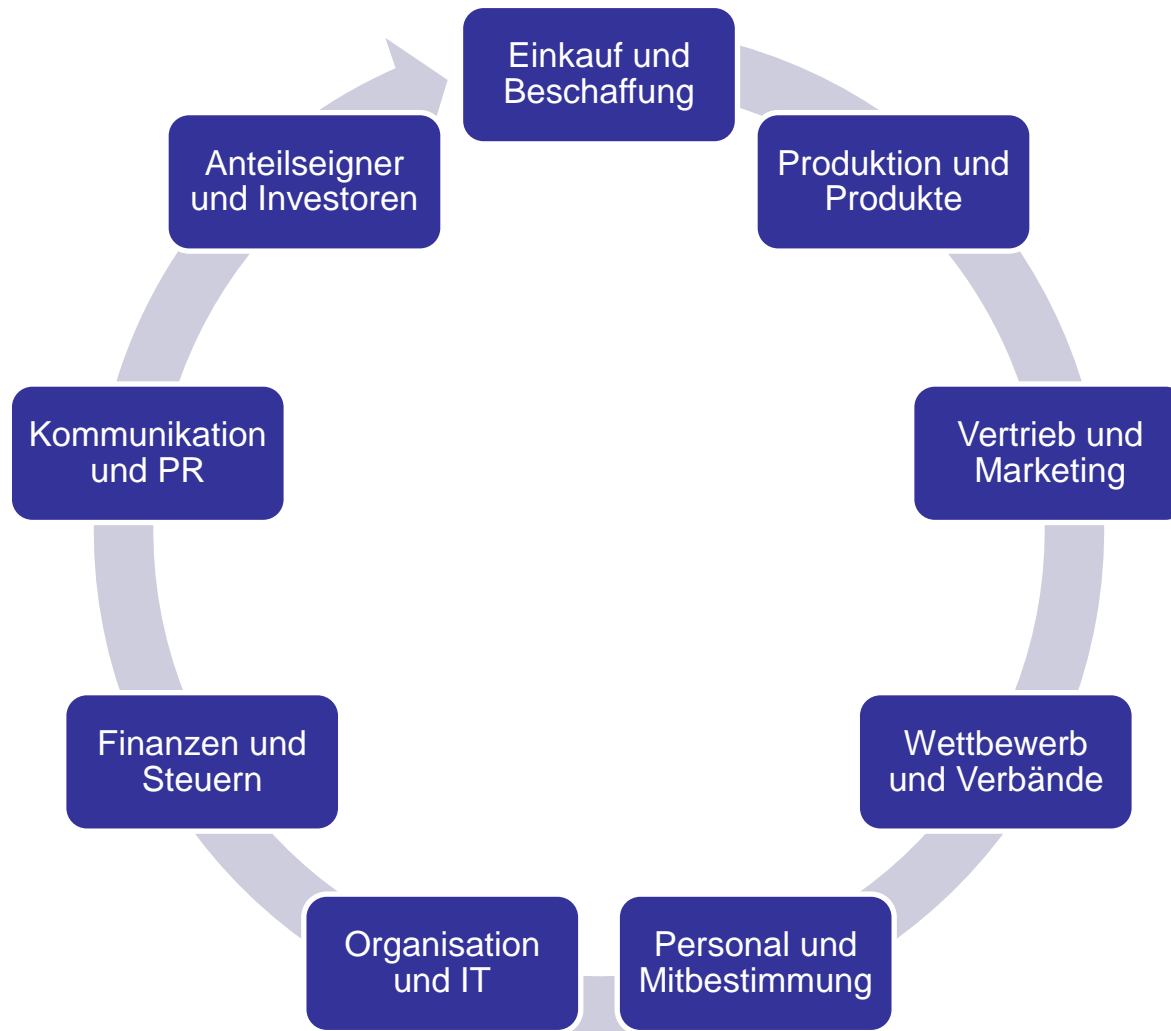 Einkauf und
Beschaffung
Produktion und
Produkte
Vertrieb und
Marketing
Wettbewerb
und Verbände
Personal und
Mitbestimmung
Organisation
und IT
Finanzen und
Steuern
Kommunikation
und PR
Anteilseigner
und Investoren